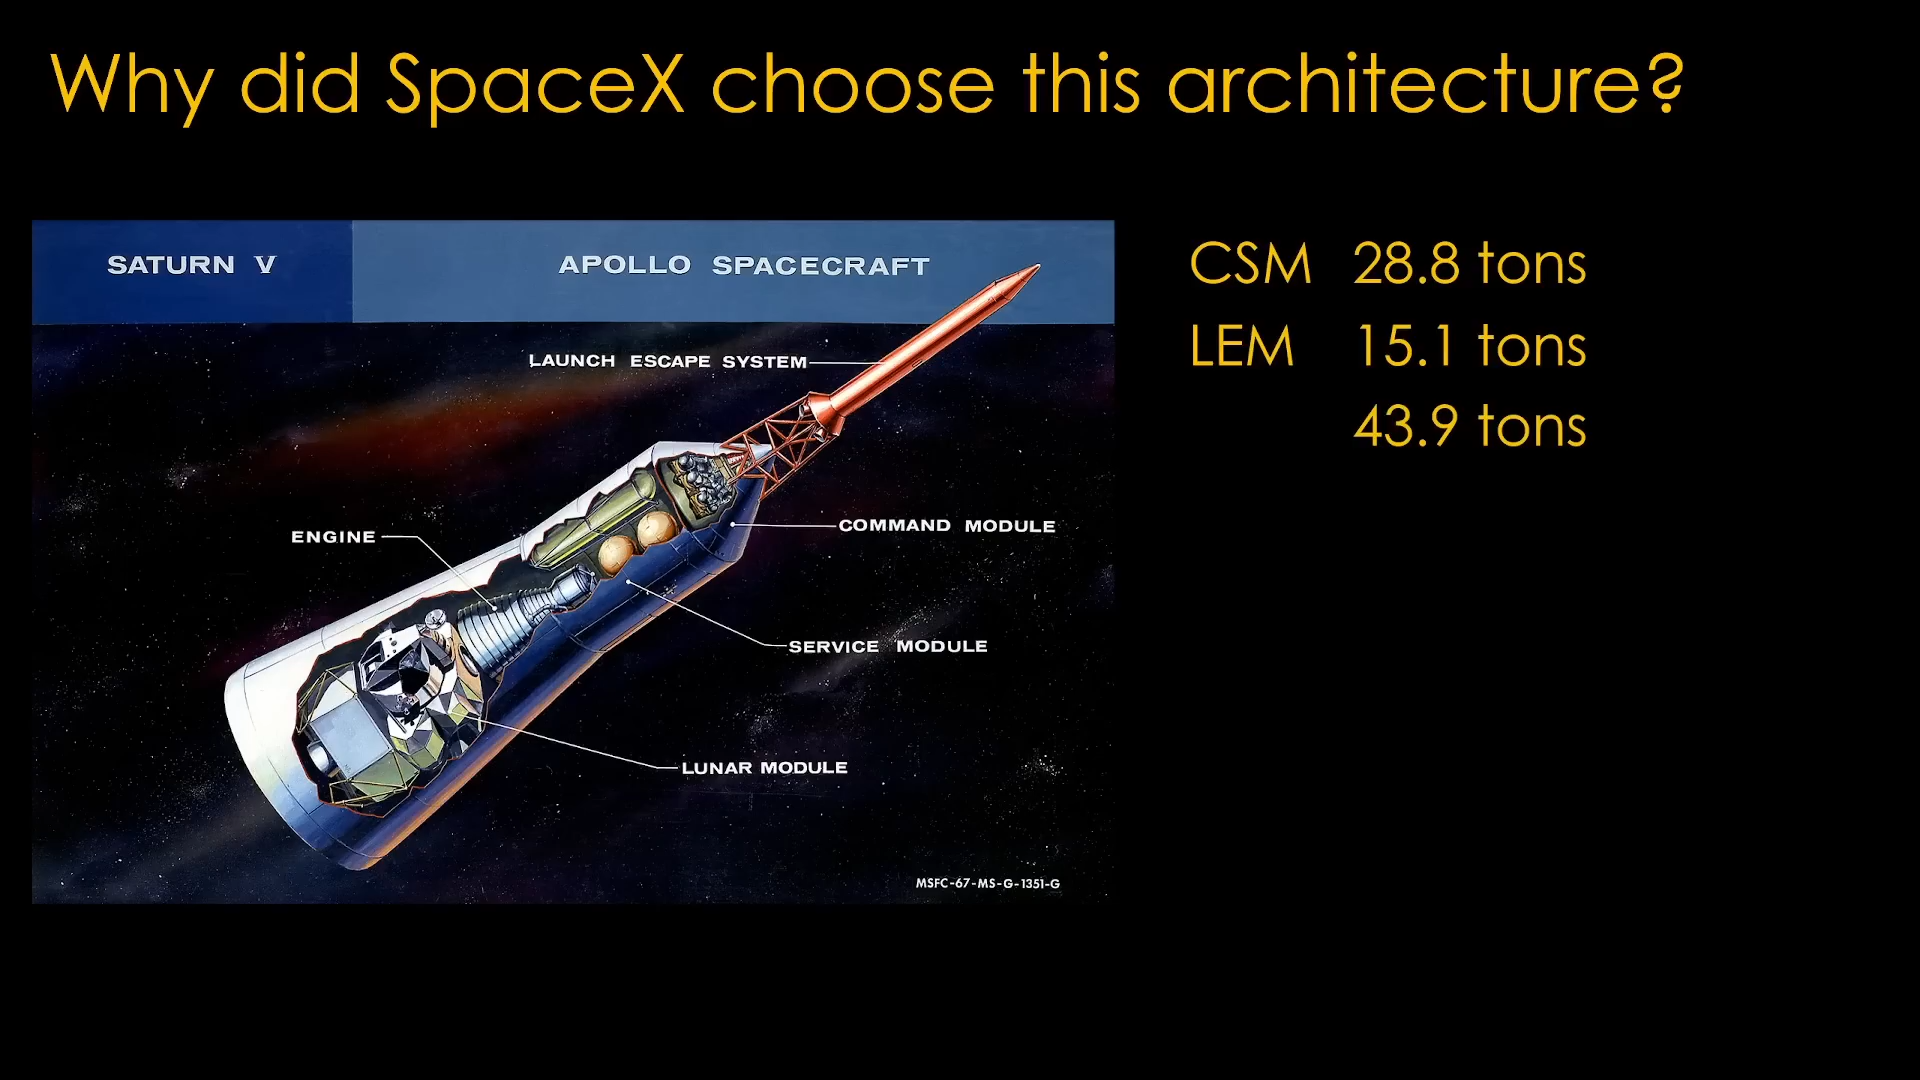 Why did SpaceX choose this architecture?
SATURN V
APOLLO SPACECRAFT
LAUNCH ESCAPE SYSTEM
ENGINE
COMMAND MODULE
SERVICE MODULE
LUNAR MODULE
MSFC-67-MS-G-1351-G
CSM 28.8 tons
LEM 15.1 tons
43.9 tons